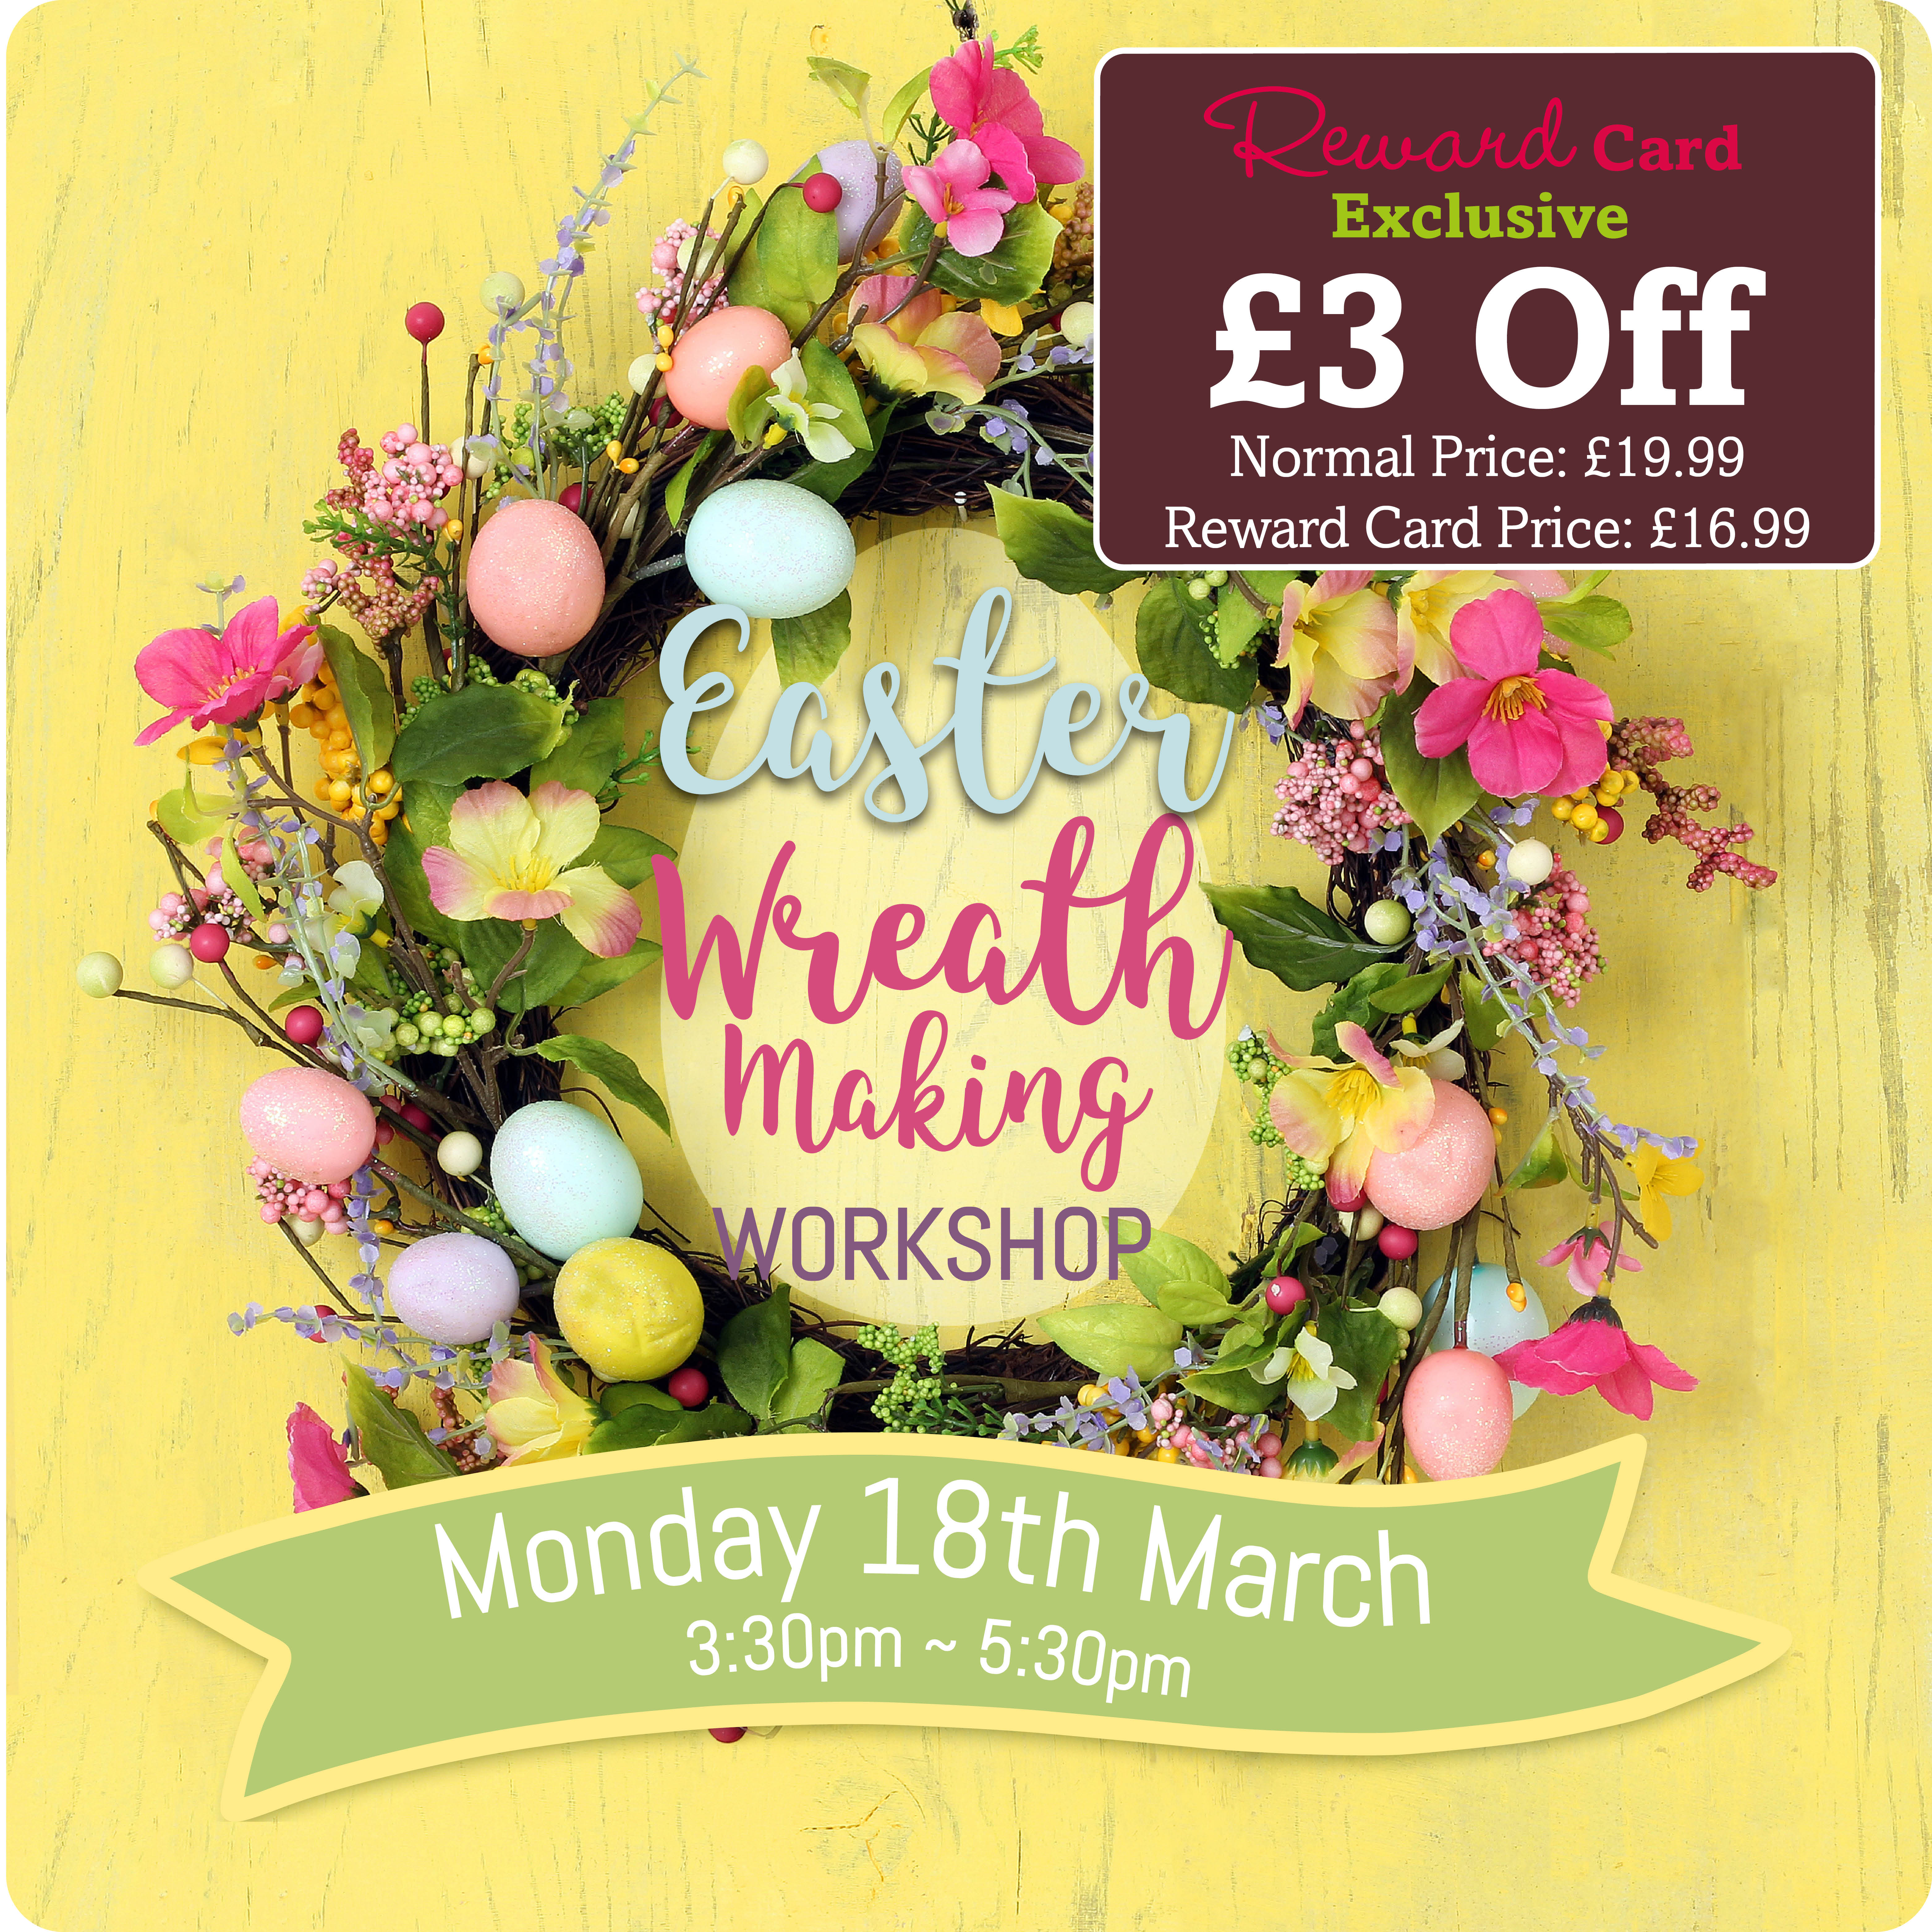 Reward Card
Exclusive
£3 Off
Normal Price: £19.99
Reward Card Price: £16.99
Easter
Wreath
Making
WORKSHOP
Monday 18th March
3:30pm ~ 5:30pm